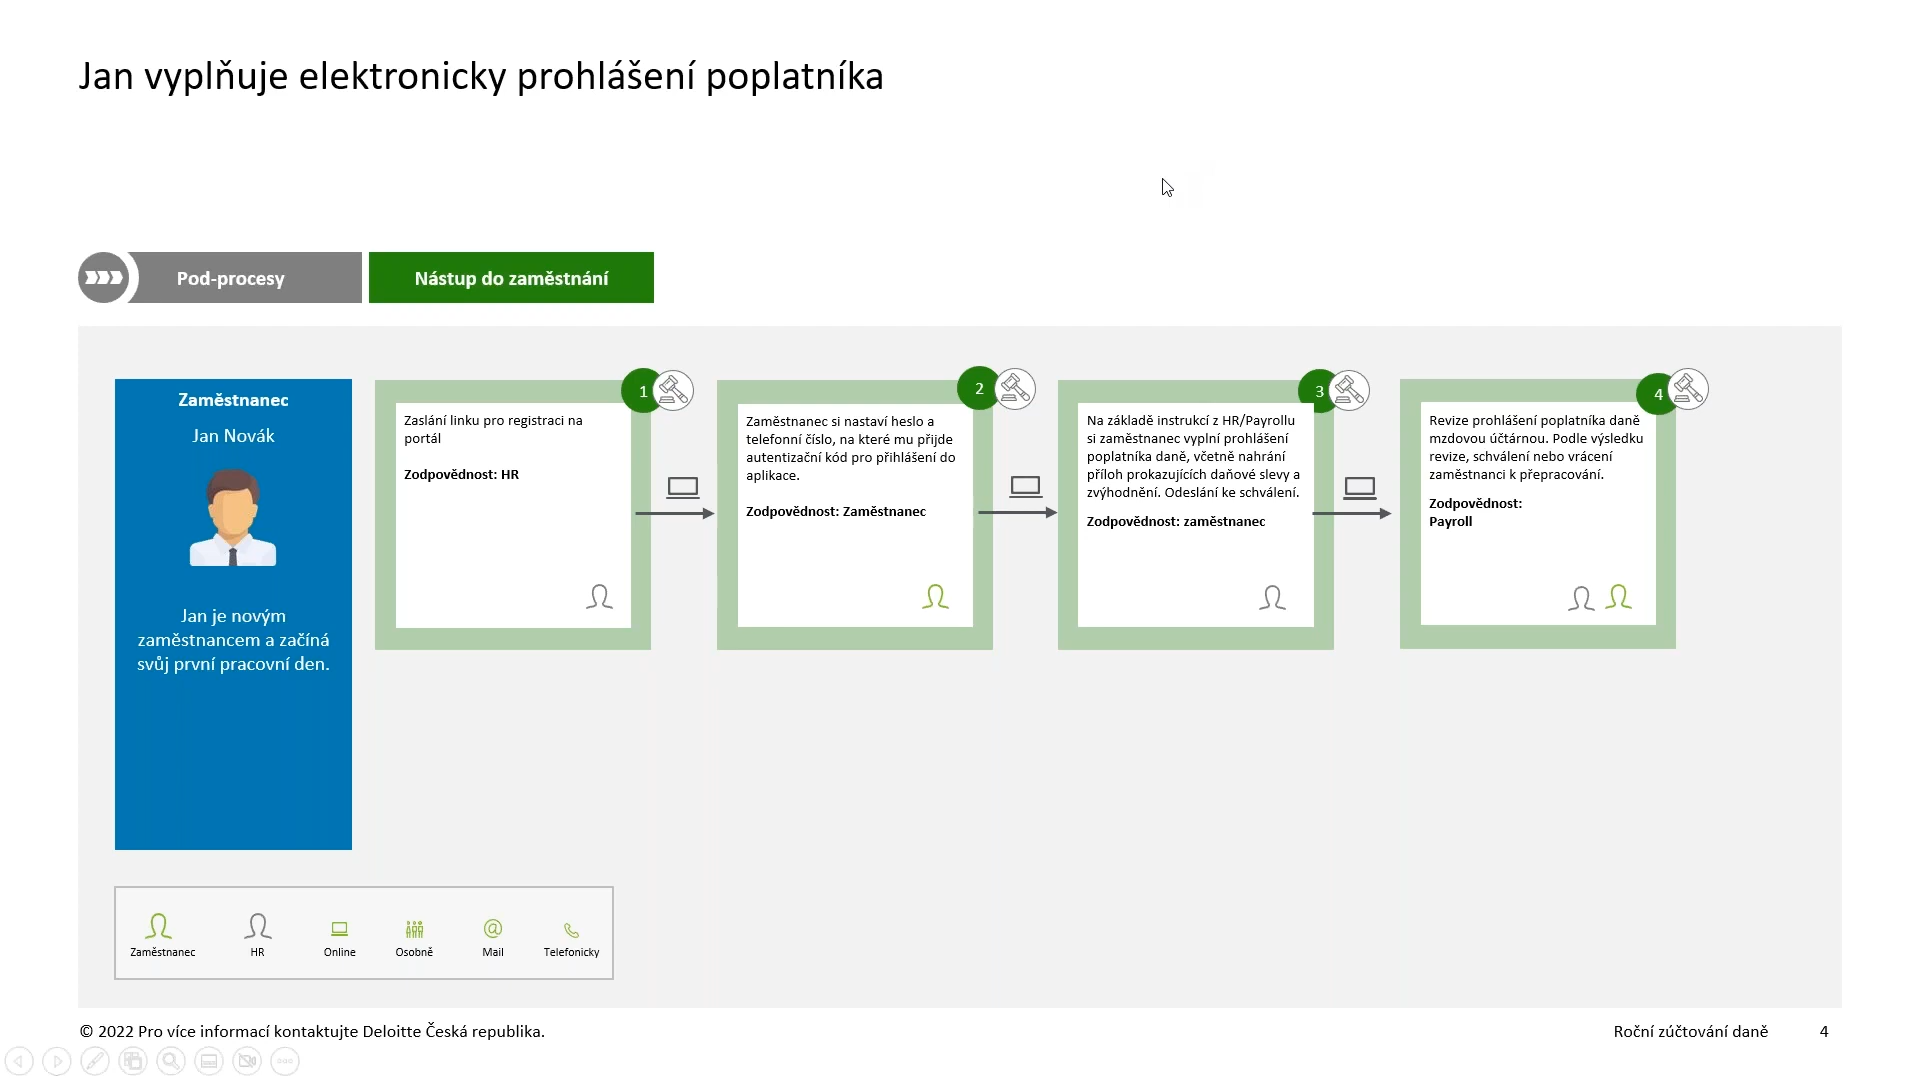 Jan vyplňuje elektronicky prohlášení poplatníka
Pod-procesy
Nástup do zaměstnání
Zaměstnanec
Jan Novák
Jan je novým
zaměstnancem a začíná
svůj první pracovní den.
1
Zaslání linku pro registraci na
portál
Zodpovědnost: HR
2
Zaměstnanec si nastaví heslo a
telefonní číslo, na které mu přijde
autentizační kód pro přihlášení do
aplikace.
Zodpovědnost: Zaměstnanec
3
Na základě instrukcí z HR/Payrollu
si zaměstnanec vyplní prohlášení
poplatníka daně, včetně nahrání
příloh prokazujících daňové slevy a
zvýhodnění. Odeslání ke schválení.
Zodpovědnost: zaměstnanec
4
Revize prohlášení poplatníka daně
mzdovou účtárnou. Podle výsledku
revize, schválení nebo vrácení
zaměstnanci k přepracování.
Zodpovědnost:
Payroll
Zaměstnanec
HR
Online
Osobně
Mail
Telefonicky
© 2022 Pro více informací kontaktujte Deloitte Česká republika.
Roční zúčtování daně
4